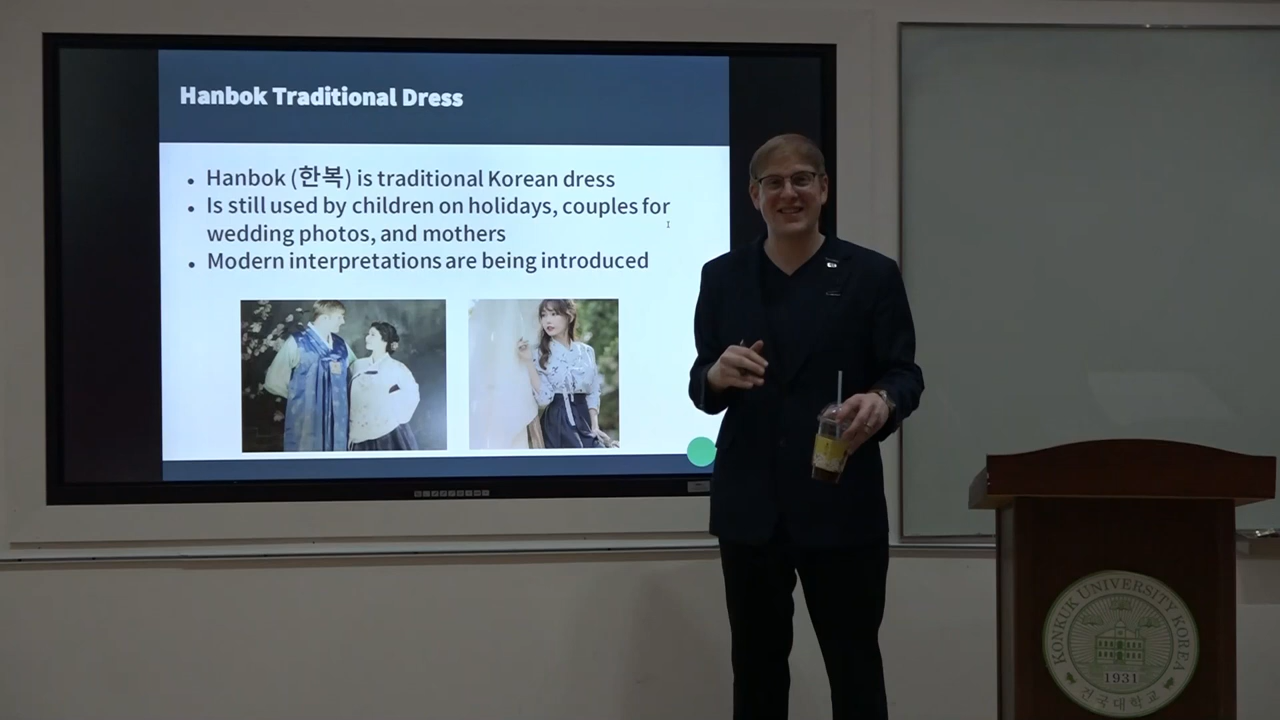 Hanbok Traditional Dress
• Hanbok (한복) is traditional Korean dress
• Is still used by children on holidays, couples for
wedding photos, and mothers
• Modern interpretations are being introduced
KONKUK UNIVERSITY KOREA
1931
건국대학교